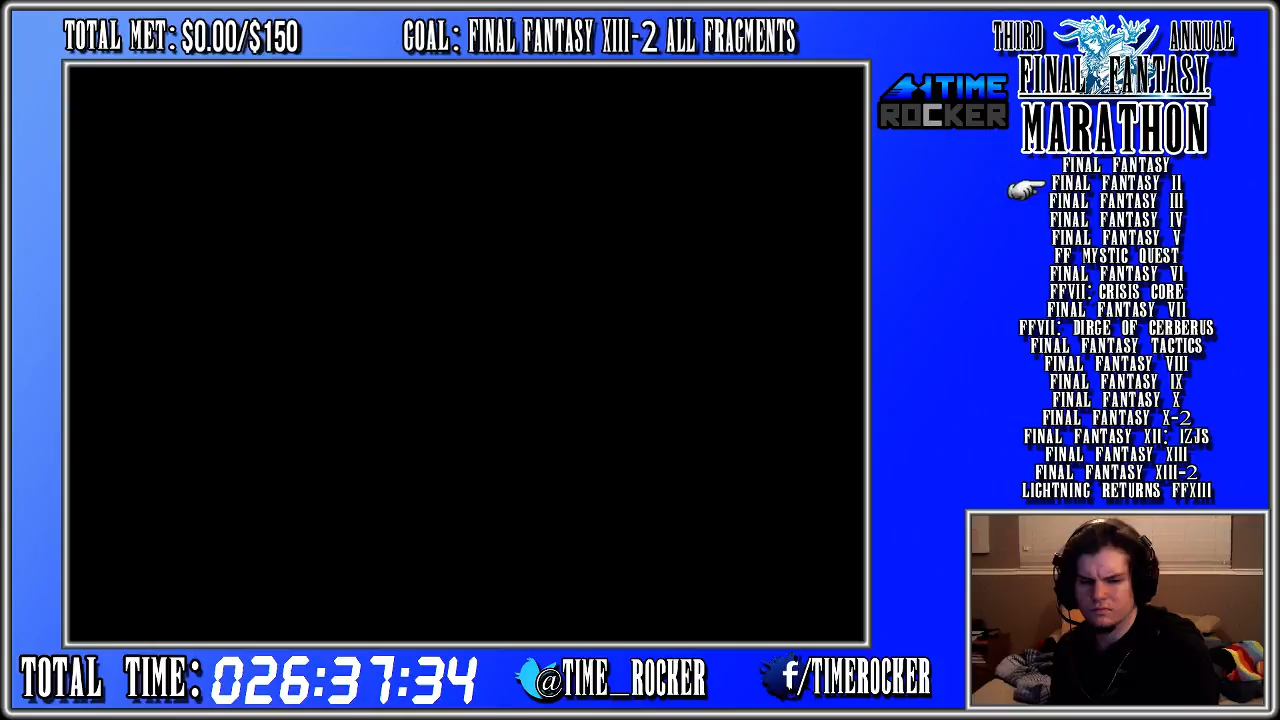 TOTAL MET: $0.00/$150
GOAL: FINAL FANTASY XIII-2 ALL FRAGMENTS
THIRD ANNUAL
FINAL FANTASY
MARATHON
TIME
ROCKER
FINAL FANTASY
FINAL FANTASY II
FINAL FANTASY III
FINAL FANTASY IV
FINAL FANTASY V
FF MYSTIC QUEST
FINAL FANTASY VI
FFVII: CRISIS CORE
FINAL FANTASY VII
FFVII: DIRGE OF CERBERUS
FINAL FANTASY TACTICS
FINAL FANTASY VIII
FINAL FANTASY IX
FINAL FANTASY X
FINAL FANTASY X-2
FINAL FANTASY XII: IZJS
FINAL FANTASY XIII
FINAL FANTASY XIII-2
LIGHTNING RETURNS FFXIII
TOTAL TIME: 026:37:34
@TIME_ROCKER
f/TIMEROCKER